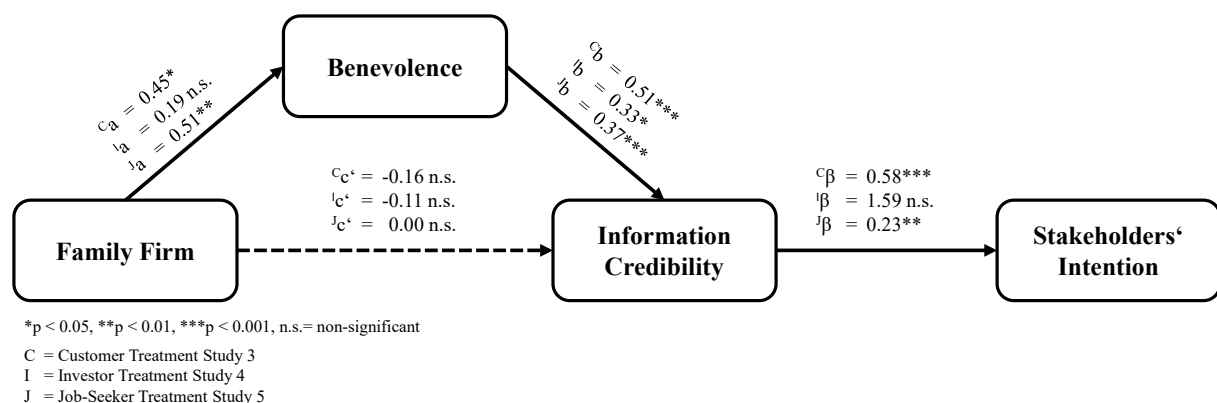 Benevolence
ᶜa = 0.45*
ᴵa = 0.19 n.s.
ᴶa = 0.51**
ᶜb = 0.51***
ᴵb = 0.33*
ᴶb = 0.37***
ᶜc‘ = -0.16 n.s.
ᴵc‘ = -0.11 n.s.
ᴶc‘ = 0.00 n.s.
ᶜβ = 0.58***
ᴵβ = 1.59 n.s.
ᴶβ = 0.23**
Family Firm
Information
Credibility
Stakeholders‘
Intention
*p < 0.05, **p < 0.01, ***p < 0.001, n.s.= non-significant
C = Customer Treatment Study 3
I = Investor Treatment Study 4
J = Job-Seeker Treatment Study 5